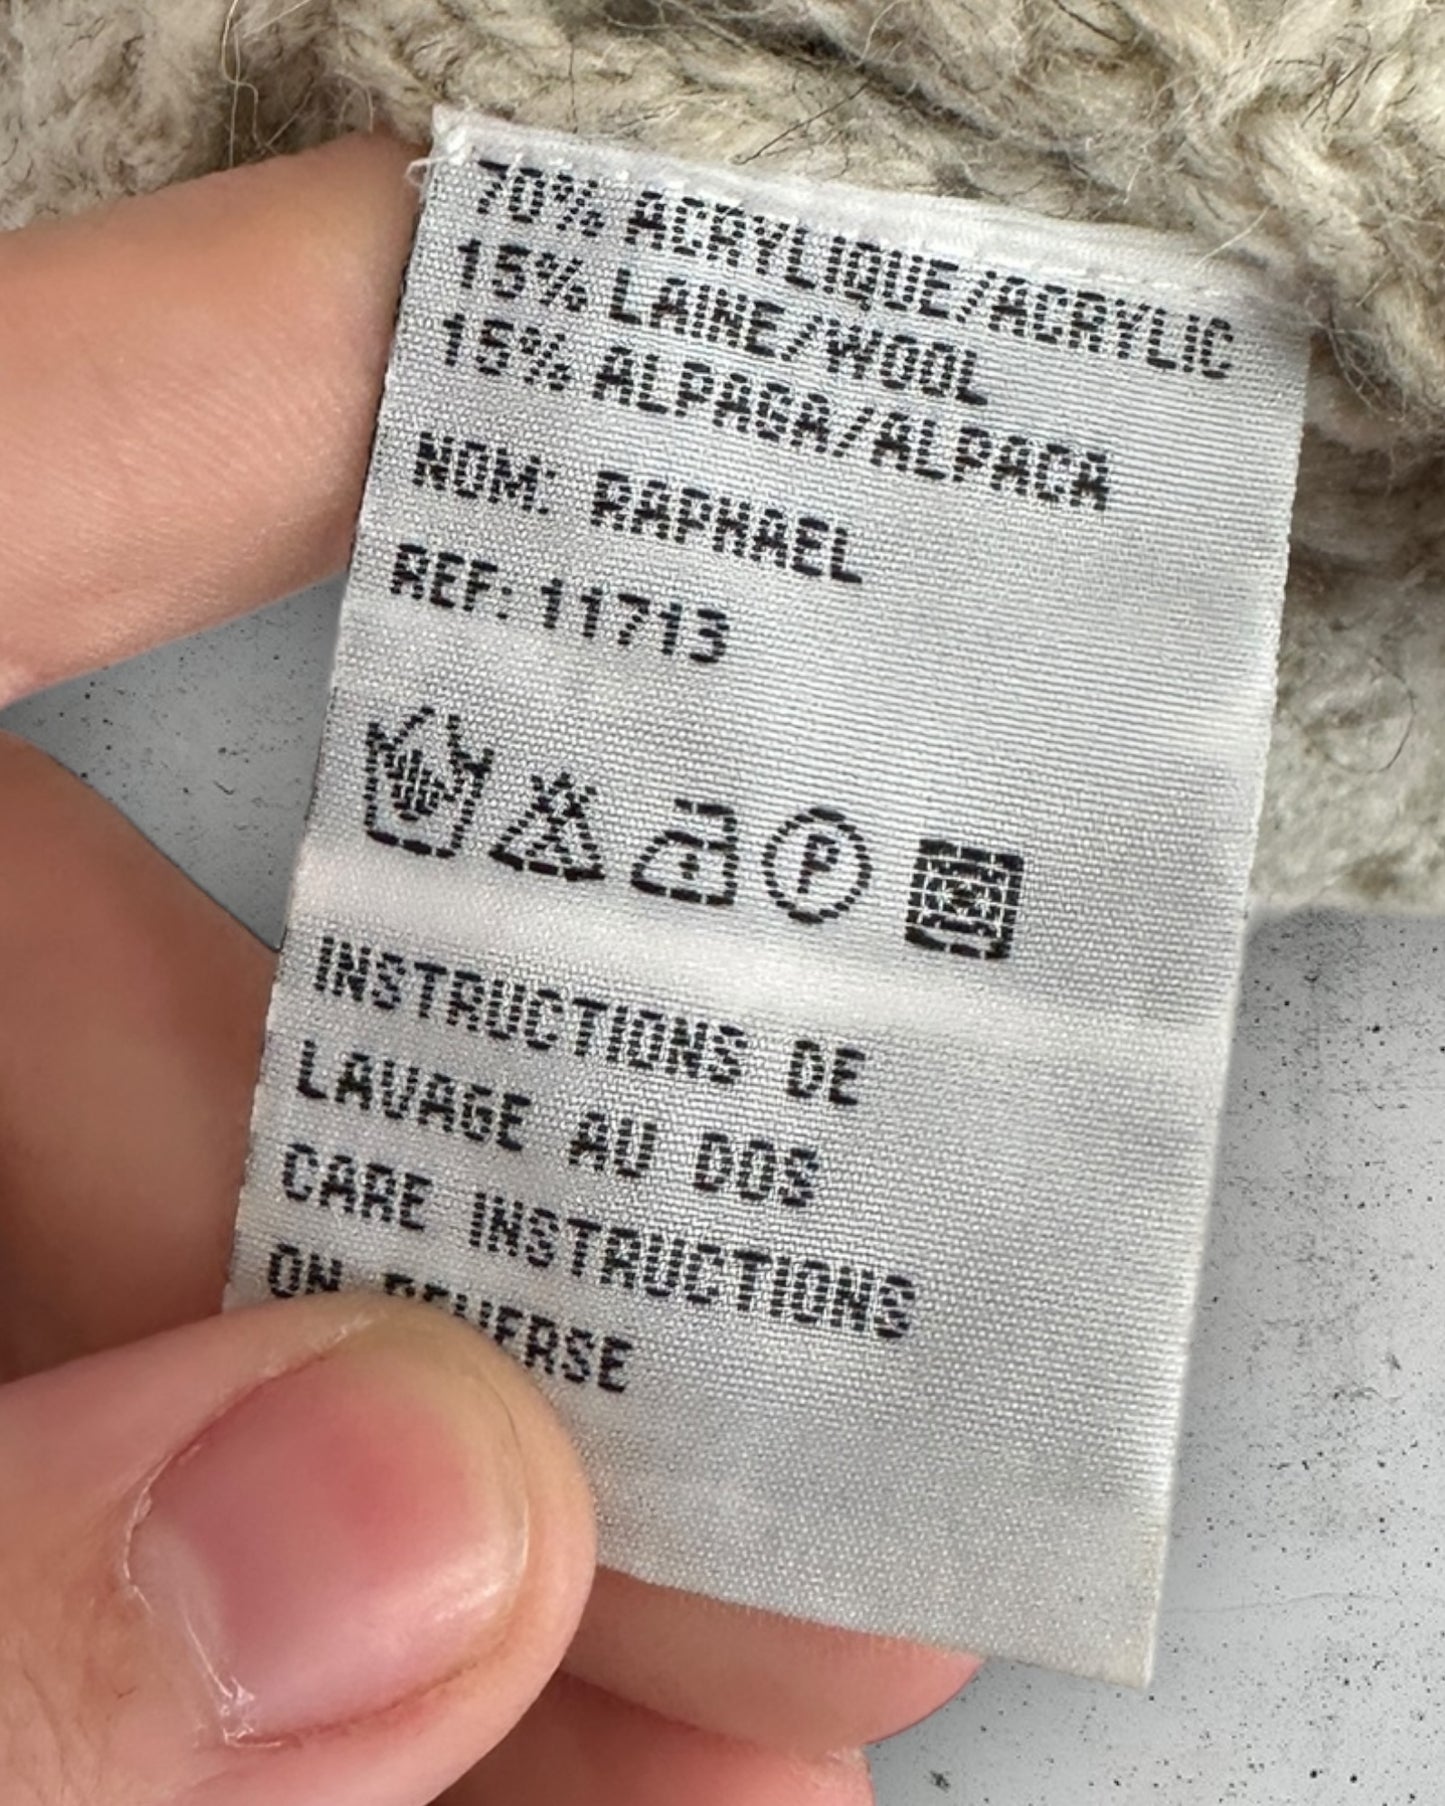 70% ACRYLIQUE/ACRYLIC
15% LAINE/WOOL
15% ALPAGA/ALPACA
NOM: RAPHAEL
REF: 11713
P
INSTRUCTIONS DE
LAVAGE AU DOS
CARE INSTRUCTIONS
ON REVERSE